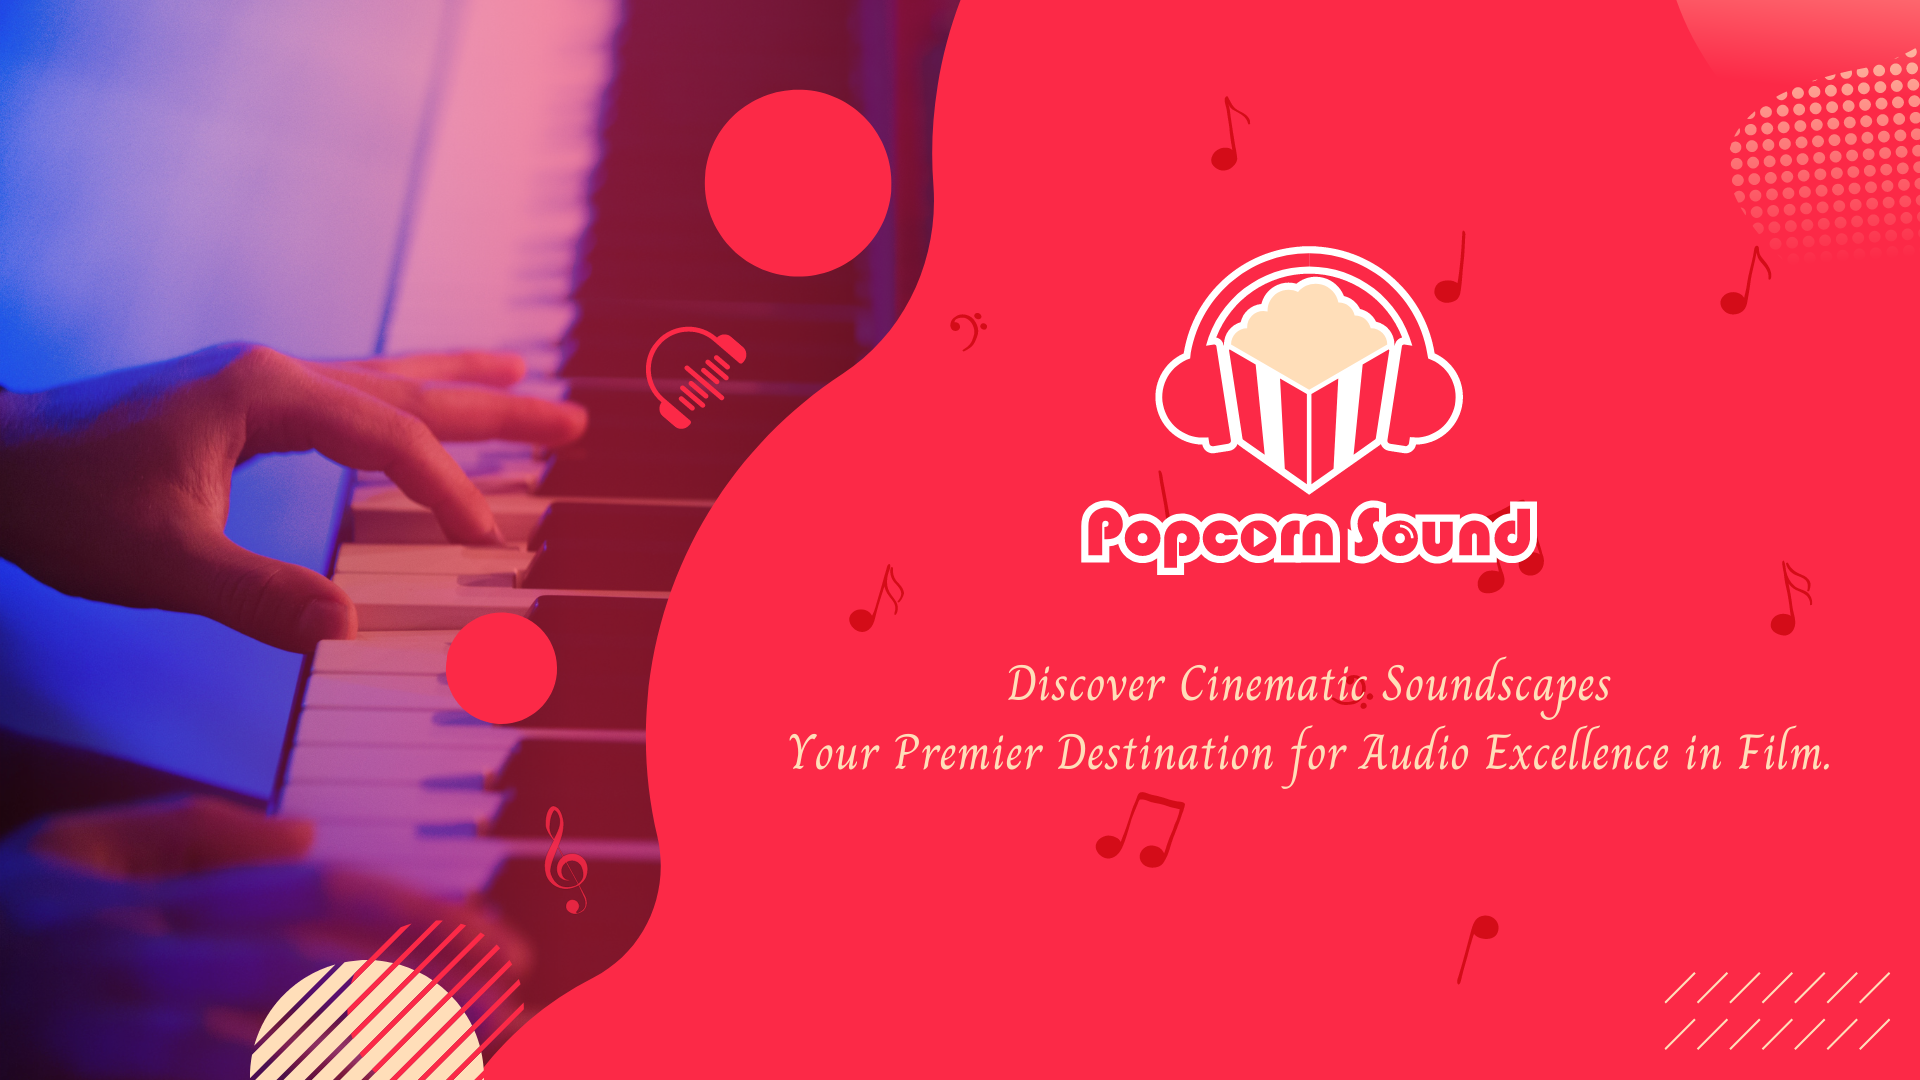 Popcorn Sound
Discover Cinematic Soundscapes
Your Premier Destination for Audio Excellence in Film.